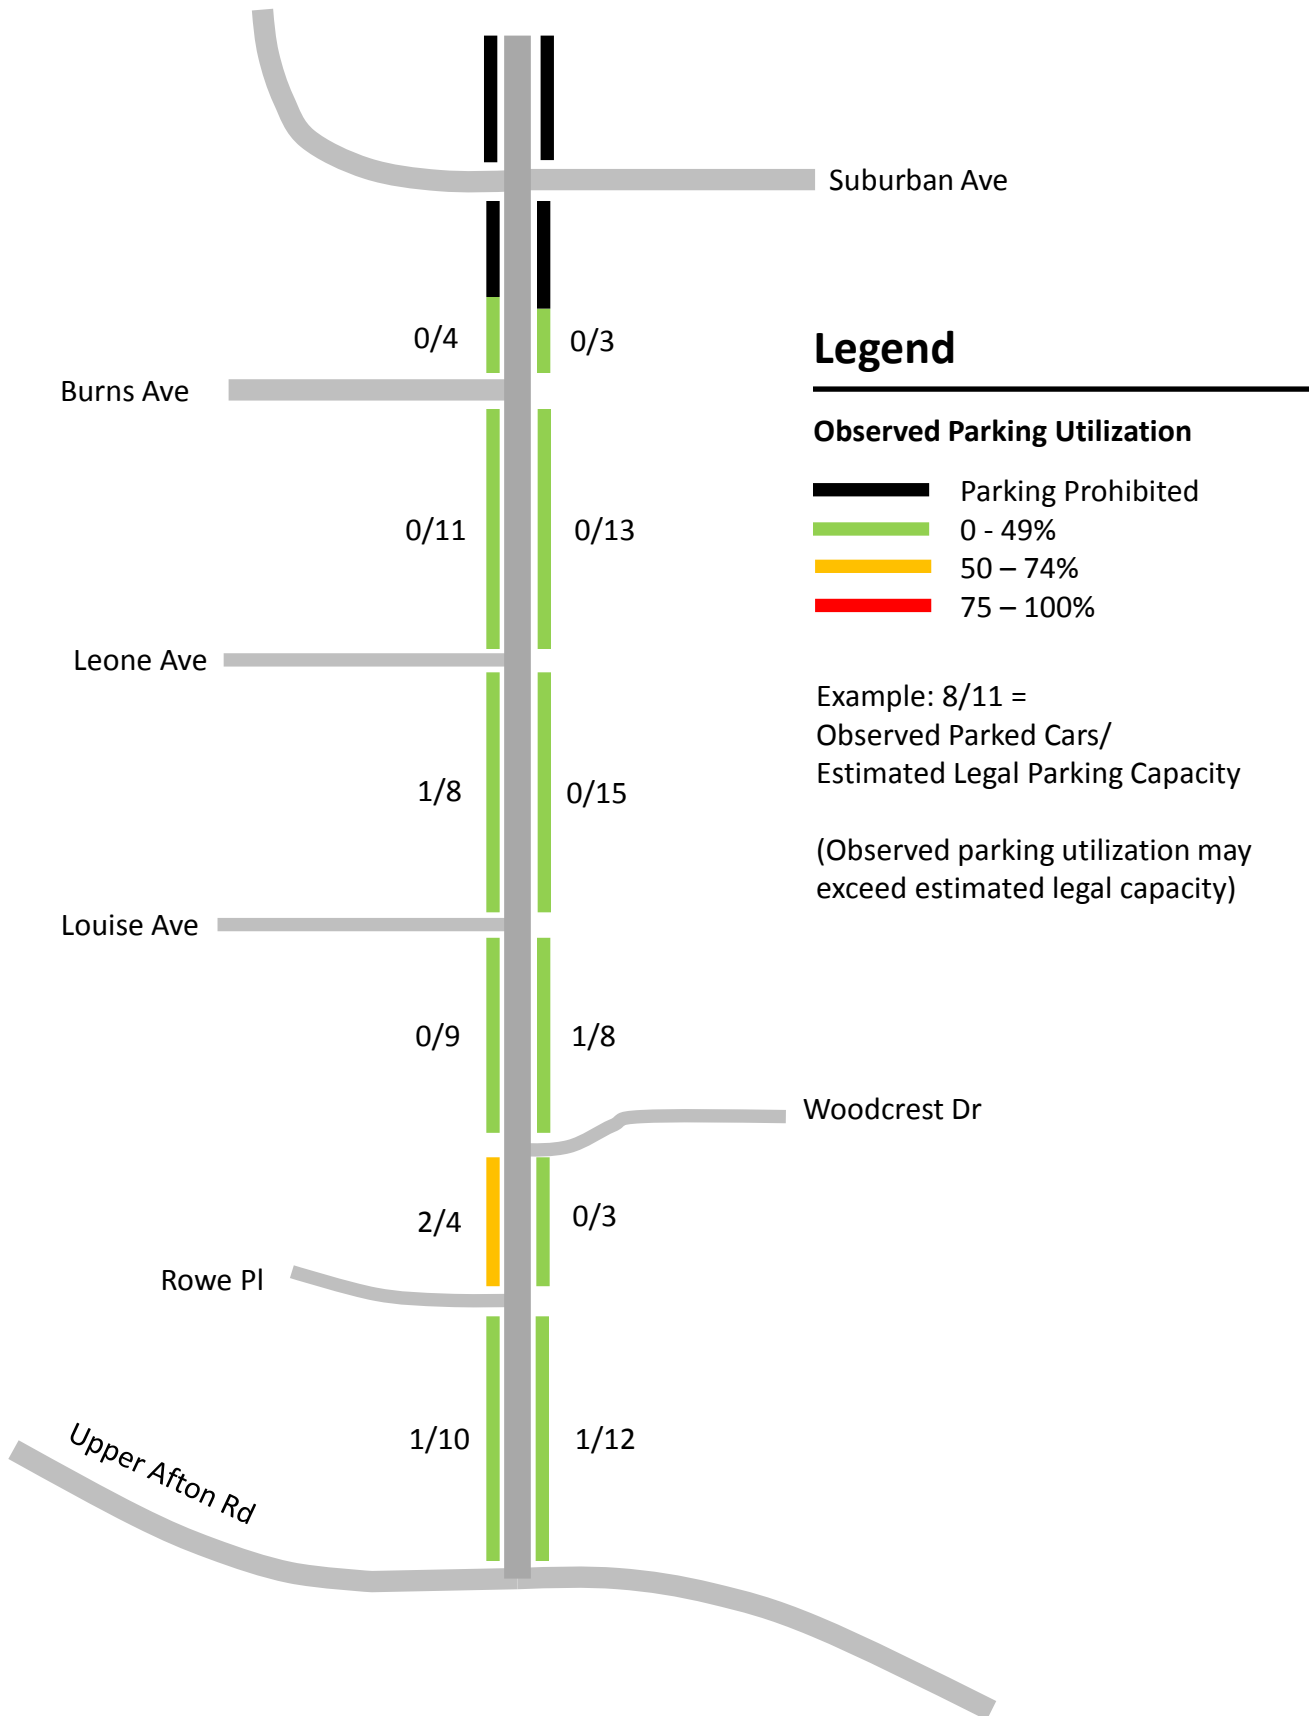 Suburban Ave
0/4
0/3
Burns Ave
0/11
0/13
Leone Ave
1/8
0/15
Louise Ave
0/9
1/8
Woodcrest Dr
2/4
0/3
Rowe Pl
1/10
1/12
Upper Afton Rd
Legend
Observed Parking Utilization
Parking Prohibited
0 - 49%
50 – 74%
75 – 100%
Example: 8/11 =
Observed Parked Cars/
Estimated Legal Parking Capacity
(Observed parking utilization may
exceed estimated legal capacity)